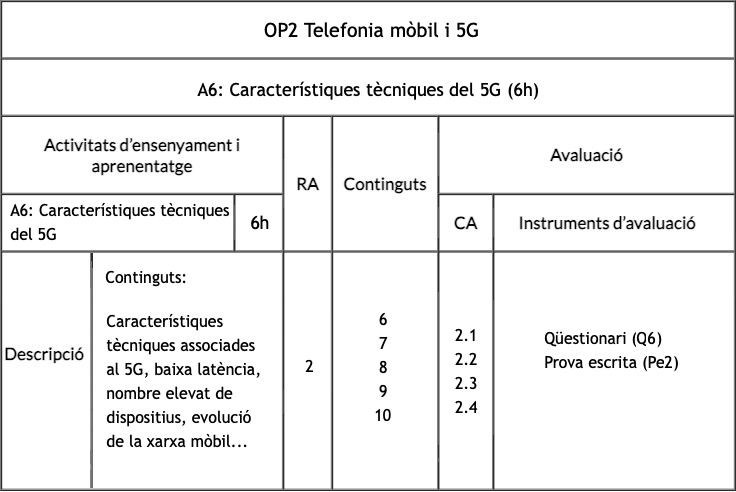 OP2 Telefonia mòbil i 5G
A6: Característiques tècniques del 5G (6h)
Activitats d'ensenyament i
aprenentatge
RA
Continguts
Avaluació
A6: Característiques tècniques
del 5G
6h
CA
Instruments d'avaluació
Descripció
Continguts:
Característiques
tècniques associades
al 5G, baixa latència,
nombre elevat de
dispositius, evolució
de la xarxa mòbil...
2
6
7
8
9
10
2.1
2.2
2.3
2.4
Qüestionari (Q6)
Prova escrita (Pe2)